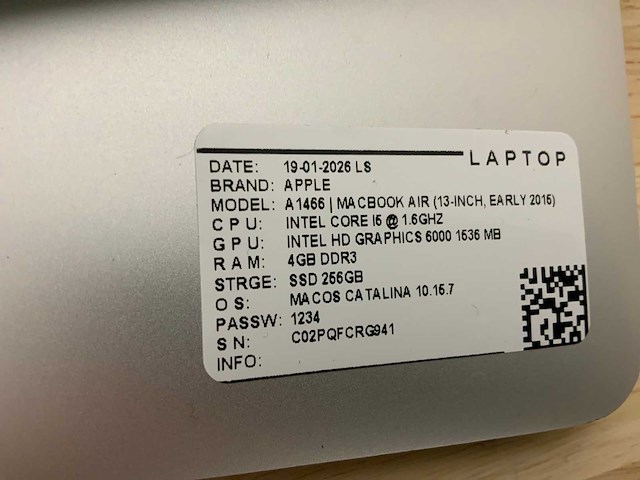 LAPTOP
DATE: 19-01-2026 LS
BRAND: APPLE
MODEL: A1466 | MACBOOK AIR (13-INCH, EARLY 2015)
CPU: INTEL CORE I5 @ 1.6GHZ
GPU: INTEL HD GRAPHICS 6000 1536 MB
RAM: 4GB DDR3
STRGE: SSD 256GB
OS: MACOS CATALINA 10.15.7
PASSW: 1234
SN: C02PQFCRG941
INFO: